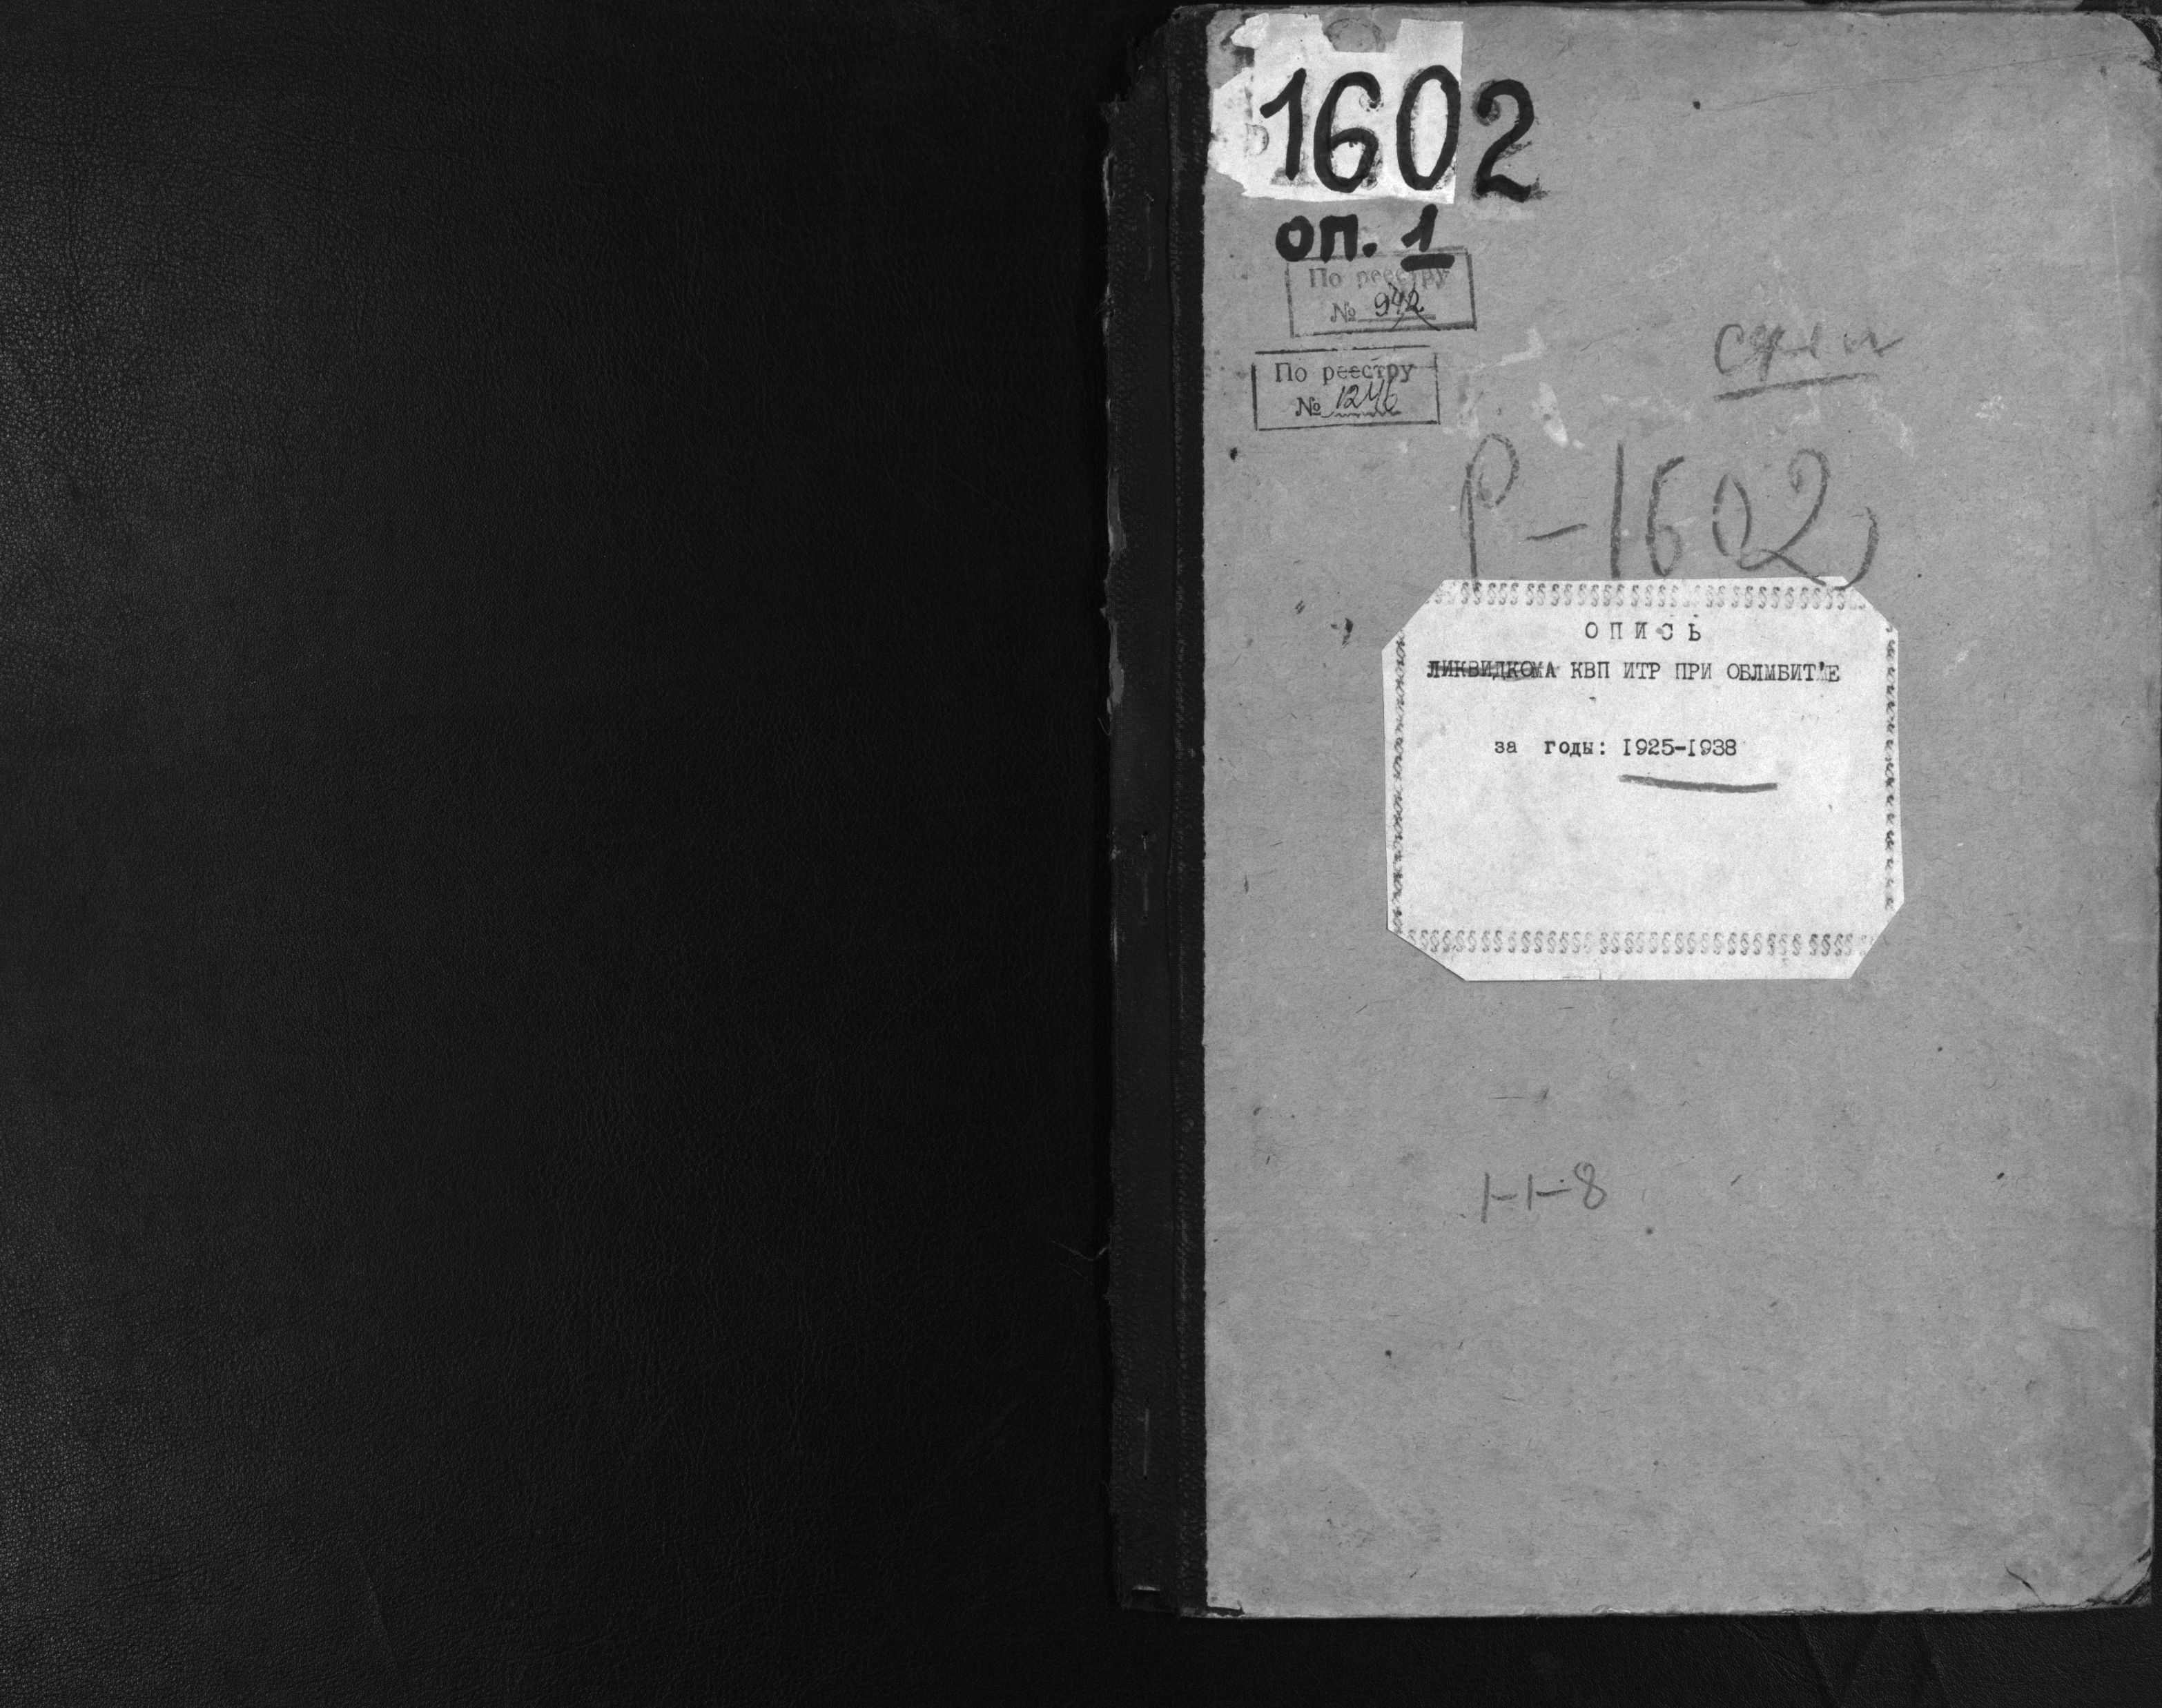 1602
оп. 1
По реестру
№ 942
По реестру
№ 1246
Р-1602
ОПИСЬ
ЛИКВИДКОМА КВП ИТР ПРИ ОБЛМБИТ'Е
за годы: 1925-1938
1-1-8